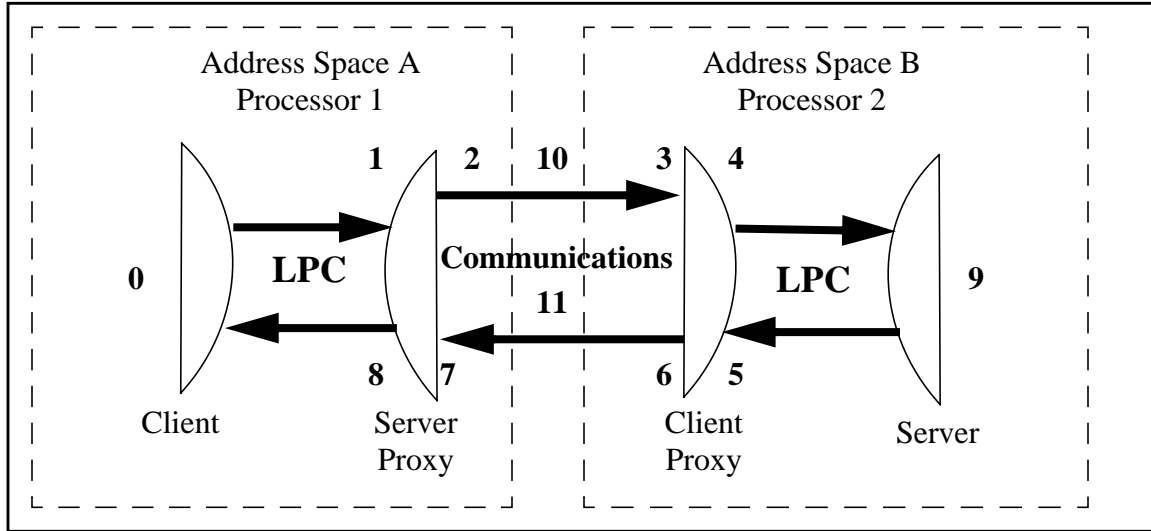 Address Space A
Processor 1
Address Space B
Processor 2
1
2
10
3
4
0
LPC
Communications
LPC
9
11
8
7
6
5
Client
Server
Proxy
Client
Proxy
Server